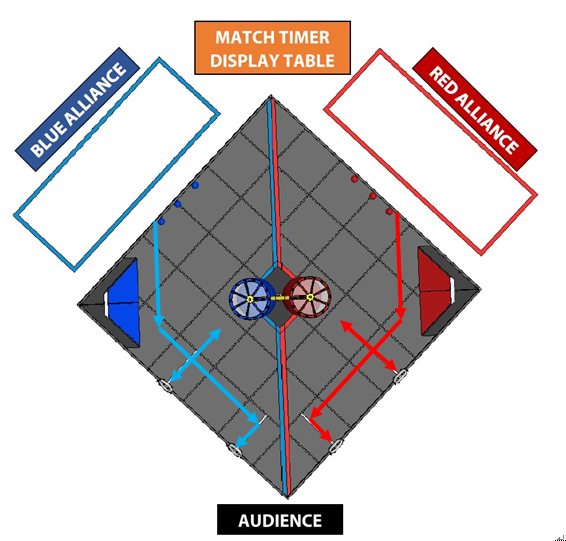 MATCH TIMER
DISPLAY TABLE
BLUE ALLIANCE
RED ALLIANCE
AUDIENCE